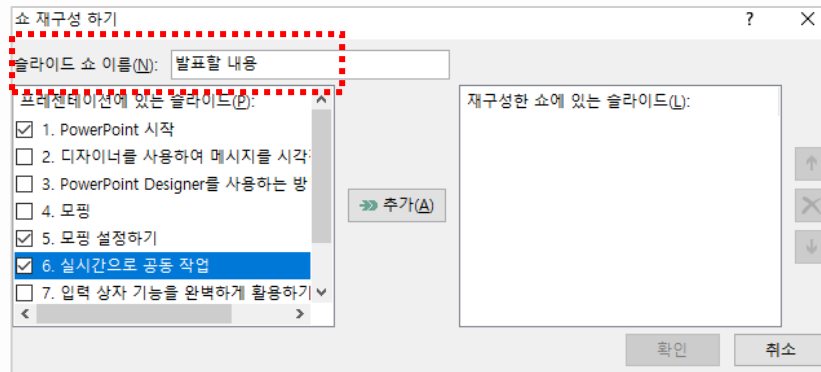 쇼 재구성 하기 ? ×
슬라이드 쇼 이름(N): 발표할 내용
프레젠테이션에 있는 슬라이드(P):
1. PowerPoint 시작
2. 디자이너를 사용하여 메시지를 시각
3. PowerPoint Designer를 사용하는 방
4. 모핑
5. 모핑 설정하기
6. 실시간으로 공동 작업
7. 입력 상자 기능을 완벽하게 활용하기
추가(A)
재구성한 쇼에 있는 슬라이드(L):
확인 취소